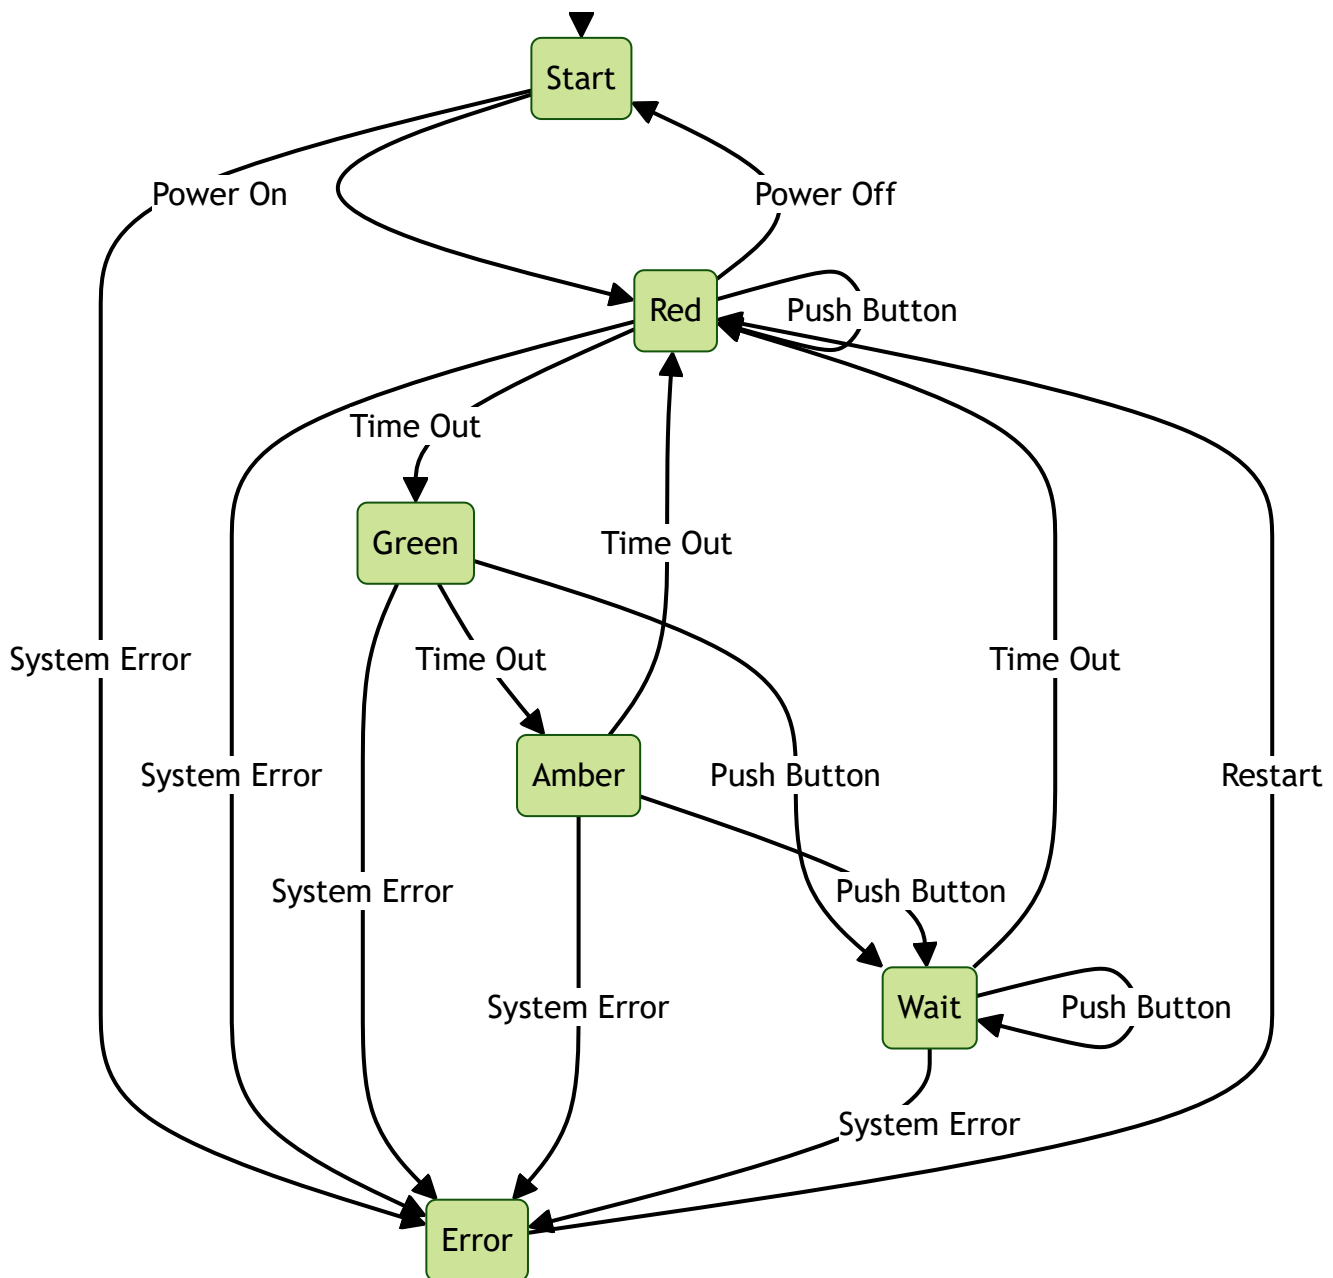 Start
Power On
Power Off
Red
Push Button
Time Out
Green
Time Out
System Error
Time Out
Time Out
System Error
Amber
Push Button
Restart
System Error
Push Button
System Error
Wait
Push Button
System Error
Error